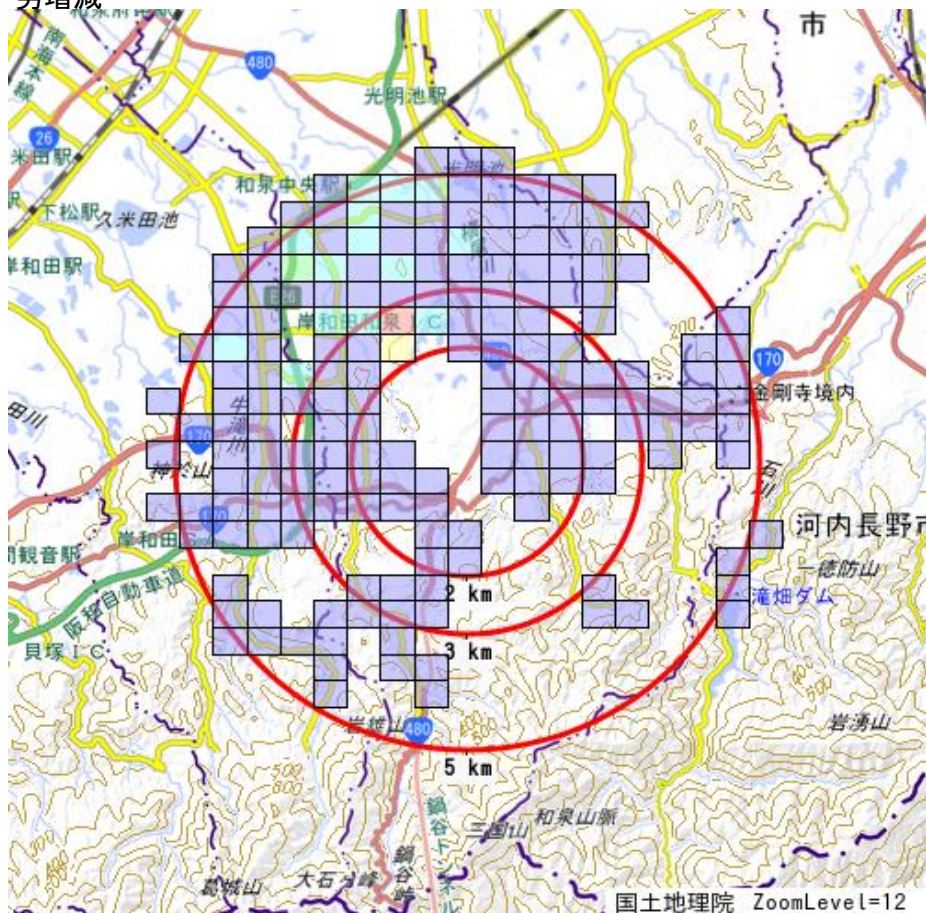 男増減
市
480
南海本線
光明池駅
26
米田駅
光明池
和泉中央駅
下松駅
久米田池
岸和田駅
E26
岸和田和泉IC
200
170
金剛寺境内
田川
牛滝川
170
神於山
石川
170
岸和田
河内長野市
観音駅
一徳防山
阪和自動車道
滝畑ダム
2 km
貝塚IC
3 km
岩湧山
480
5 km
三国山
和泉山脈
鍋谷トンネル
鍋谷峠
大石ヶ峰
葛城山
国土地理院 ZoomLevel=12